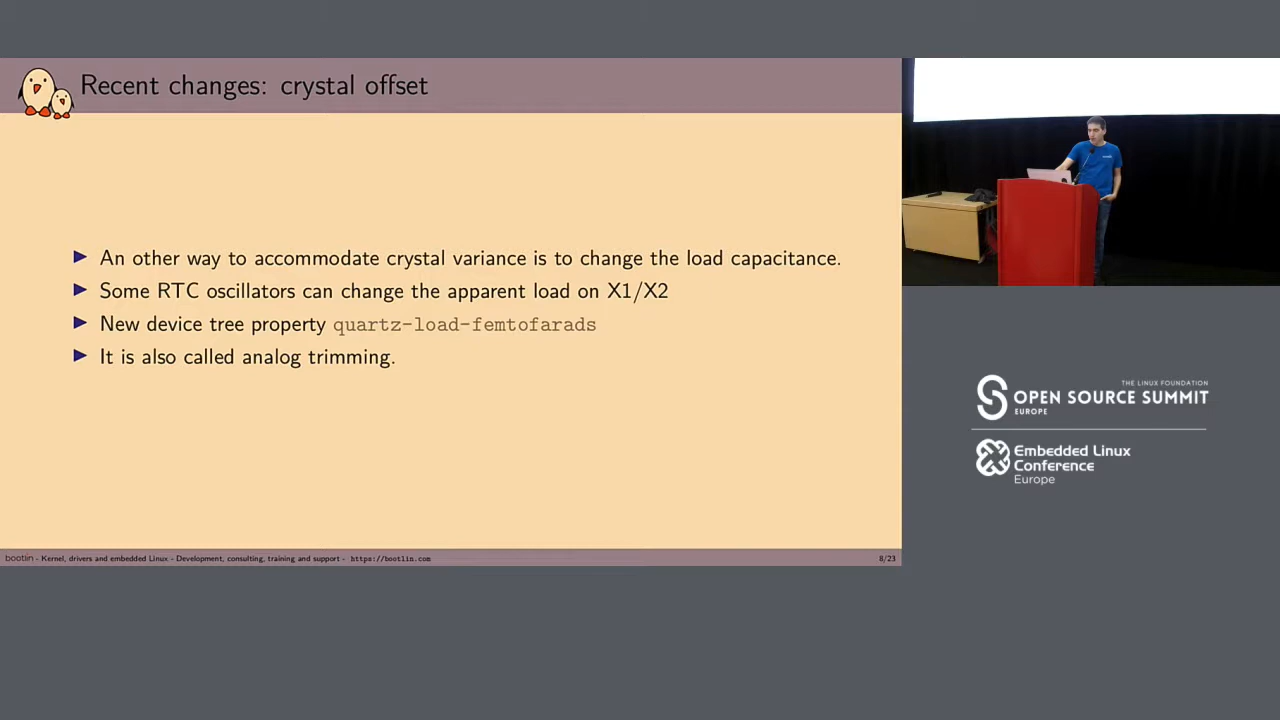 Recent changes: crystal offset
An other way to accommodate crystal variance is to change the load capacitance.
Some RTC oscillators can change the apparent load on X1/X2
New device tree property quartz-load-femtofarads
It is also called analog trimming.
bootlin - Kernel, drivers and embedded Linux - Development, consulting, training and support - https://bootlin.com
8/23
THE LINUX FOUNDATION
OPEN SOURCE SUMMIT
EUROPE
Embedded Linux
Conference
Europe